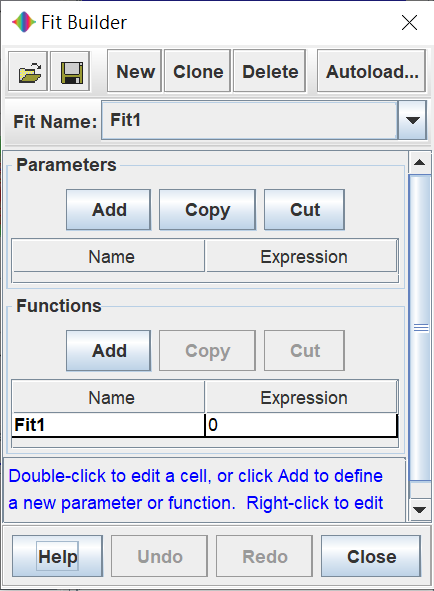 Fit Builder
New Clone Delete Autoload...
Fit Name: Fit1
Parameters
Add Copy Cut
Name Expression
Functions
Add Copy Cut
Name Expression
Fit1 0
Double-click to edit a cell, or click Add to define
a new parameter or function. Right-click to edit
Help Undo Redo Close